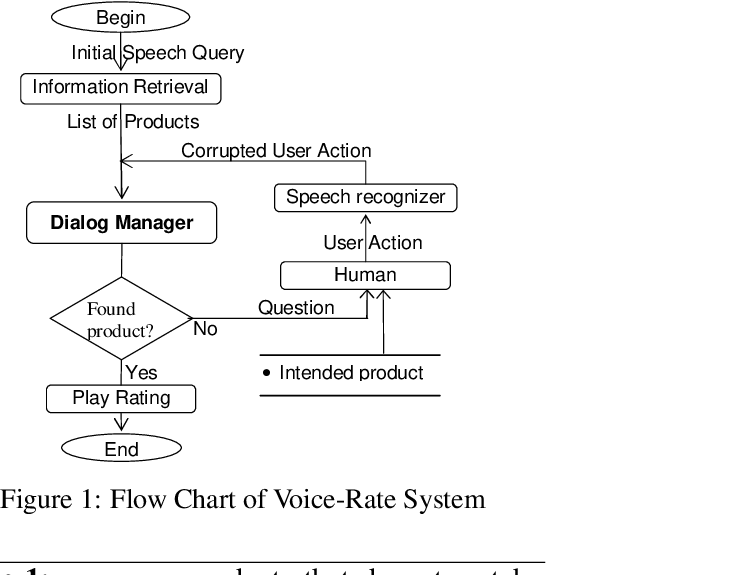 Begin
Initial Speech Query
Information Retrieval
List of Products
Corrupted User Action
Speech recognizer
Dialog Manager
User Action
Human
Found
product?
Question
No
• Intended product
Yes
Play Rating
End
Figure 1: Flow Chart of Voice-Rate System